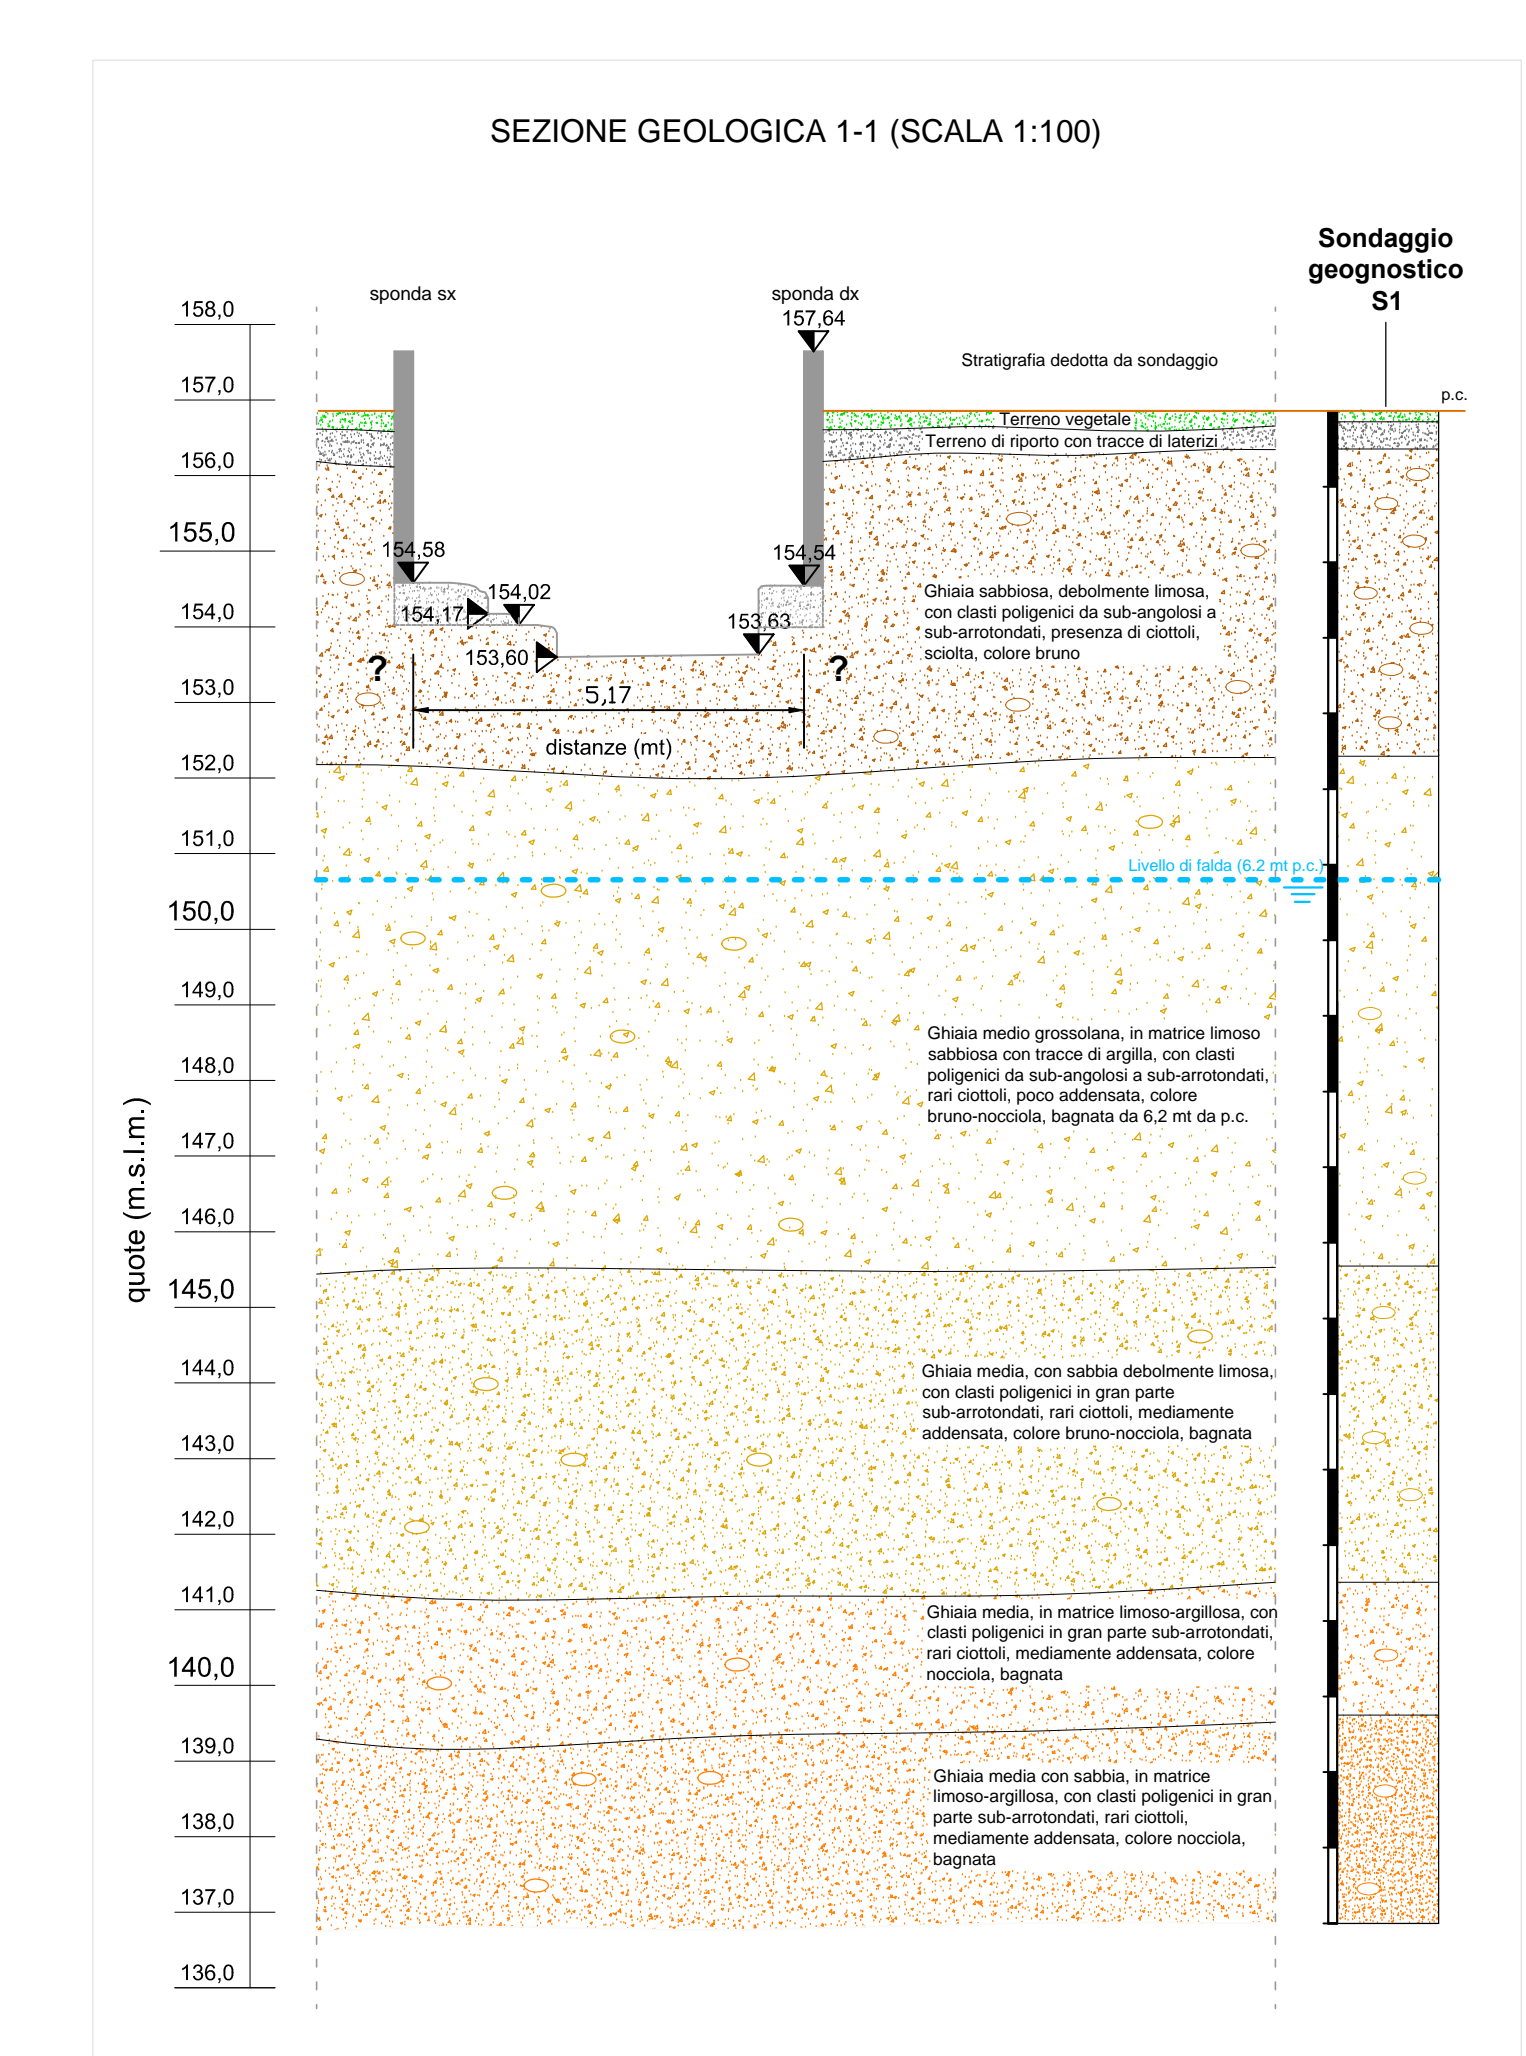 SEZIONE GEOLOGICA 1-1 (SCALA 1:100)
Sondaggio
geognostico
S1
sponda sx
sponda dx
157,64
Stratigrafia dedotta da sondaggio
p.c.
158,0
157,0
156,0
155,0
154,0
153,0
152,0
151,0
150,0
149,0
148,0
147,0
146,0
145,0
144,0
143,0
142,0
141,0
140,0
139,0
138,0
137,0
136,0
quote (m.s.l.m.)
Terreno vegetale
Terreno di riporto con tracce di laterizi
154,58
154,54
154,02
154,17
153,63
153,60
?
?
5,17
distanze (mt)
Ghiaia sabbiosa, debolmente limosa,
con clasti poligenici da sub-angolosi a
sub-arrotondati, presenza di ciottoli,
sciolta, colore bruno
Livello di falda (6.2 mt p.c.)
Ghiaia medio grossolana, in matrice limoso
sabbiosa con tracce di argilla, con clasti
poligenici da sub-angolosi a sub-arrotondati,
rari ciottoli, poco addensata, colore
bruno-nocciola, bagnata da 6,2 mt da p.c.
Ghiaia media, con sabbia debolmente limosa,
con clasti poligenici in gran parte
sub-arrotondati, rari ciottoli, mediamente
addensata, colore bruno-nocciola, bagnata
Ghiaia media, in matrice limoso-argillosa, con
clasti poligenici in gran parte sub-arrotondati,
rari ciottoli, mediamente addensata, colore
nocciola, bagnata
Ghiaia media con sabbia, in matrice
limoso-argillosa, con clasti poligenici in gran
parte sub-arrotondati, rari ciottoli,
mediamente addensata, colore nocciola,
bagnata